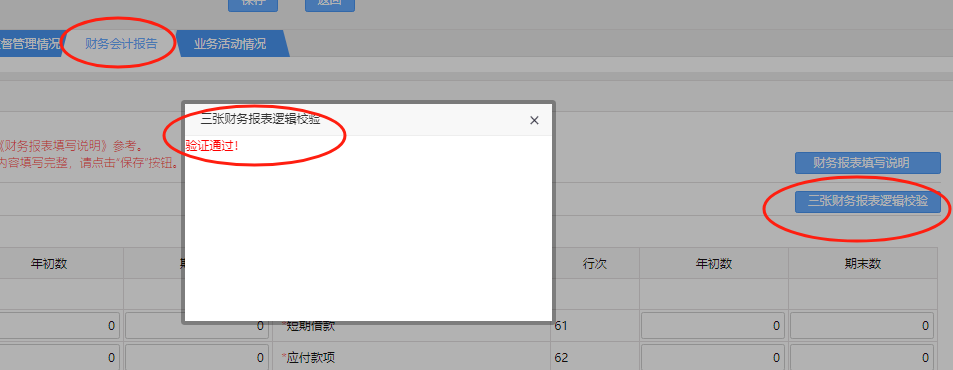 保存 返回
督管理情况 财务会计报告 业务活动情况
三张财务报表逻辑校验 ×
验证通过！
《财务报表填写说明》参考。
内容填写完整，请点击“保存”按钮。
财务报表填写说明
三张财务报表逻辑校验
年初数 行次 年初数 期末数
0 0 *短期借款 61 0 0
0 0 *应付款项 62 0 0